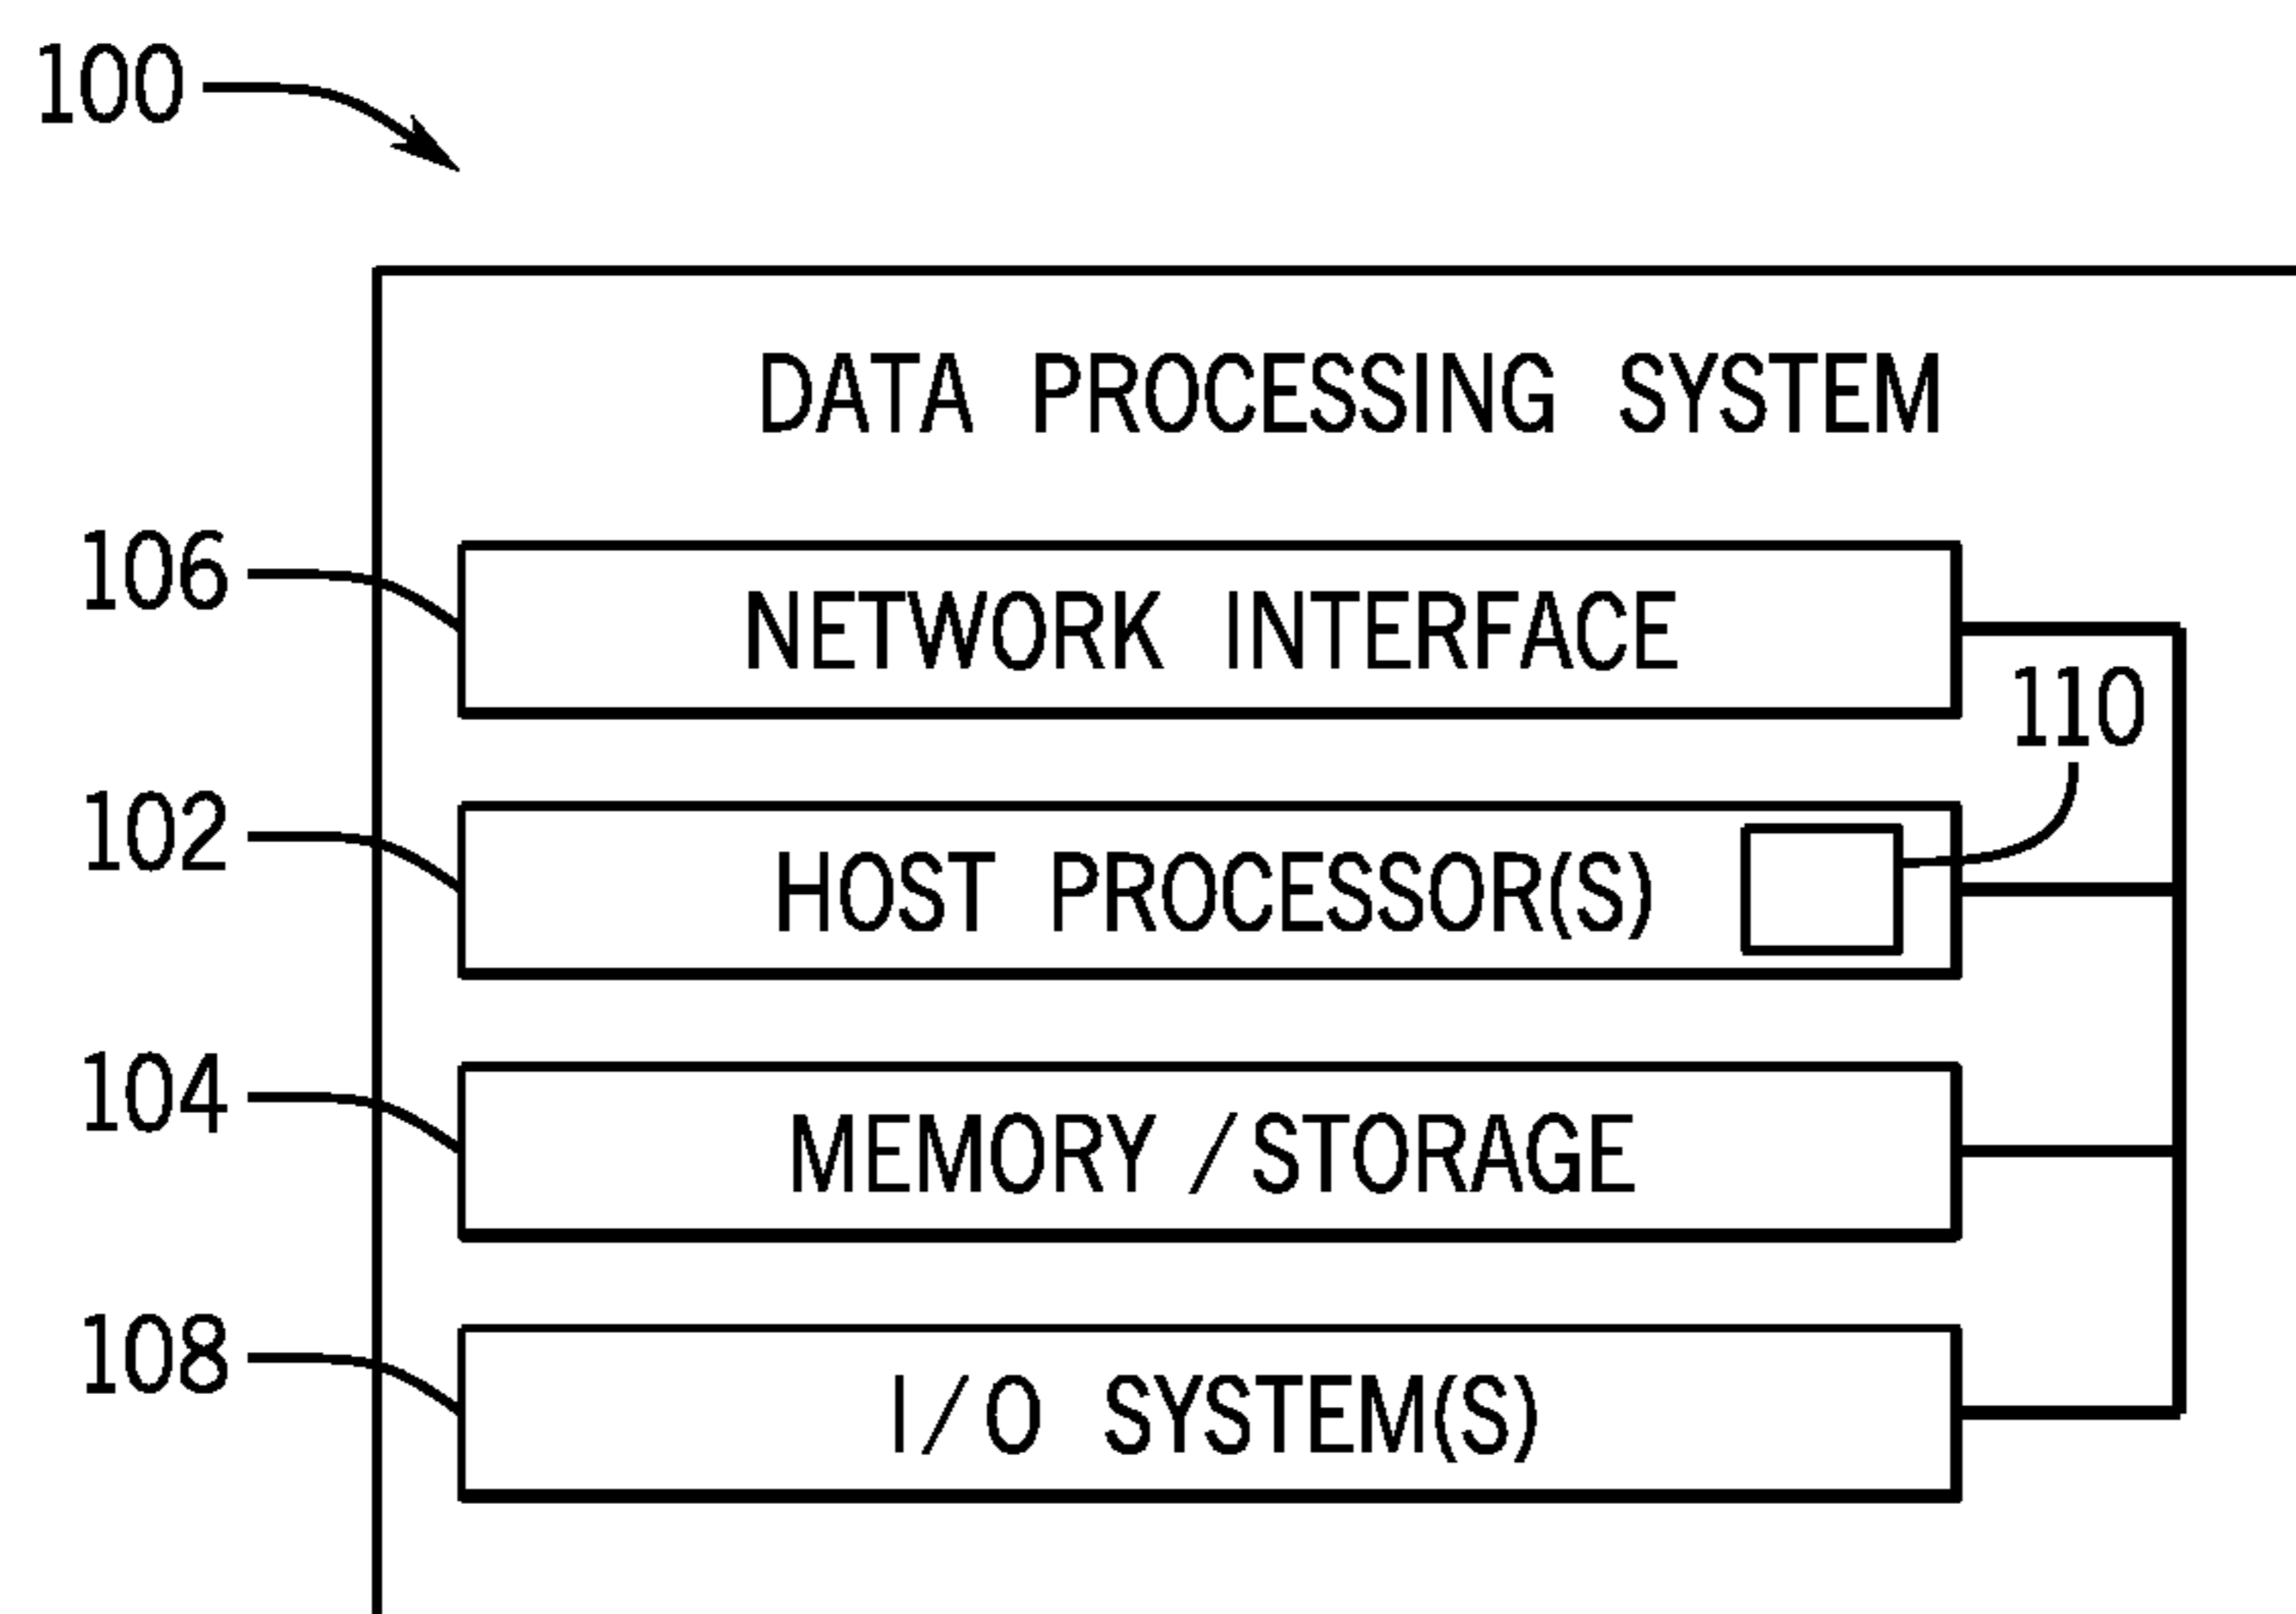 100
DATA PROCESSING SYSTEM
106
NETWORK INTERFACE
110
102
HOST PROCESSOR(S)
104
MEMORY/STORAGE
108
I/O SYSTEM(S)